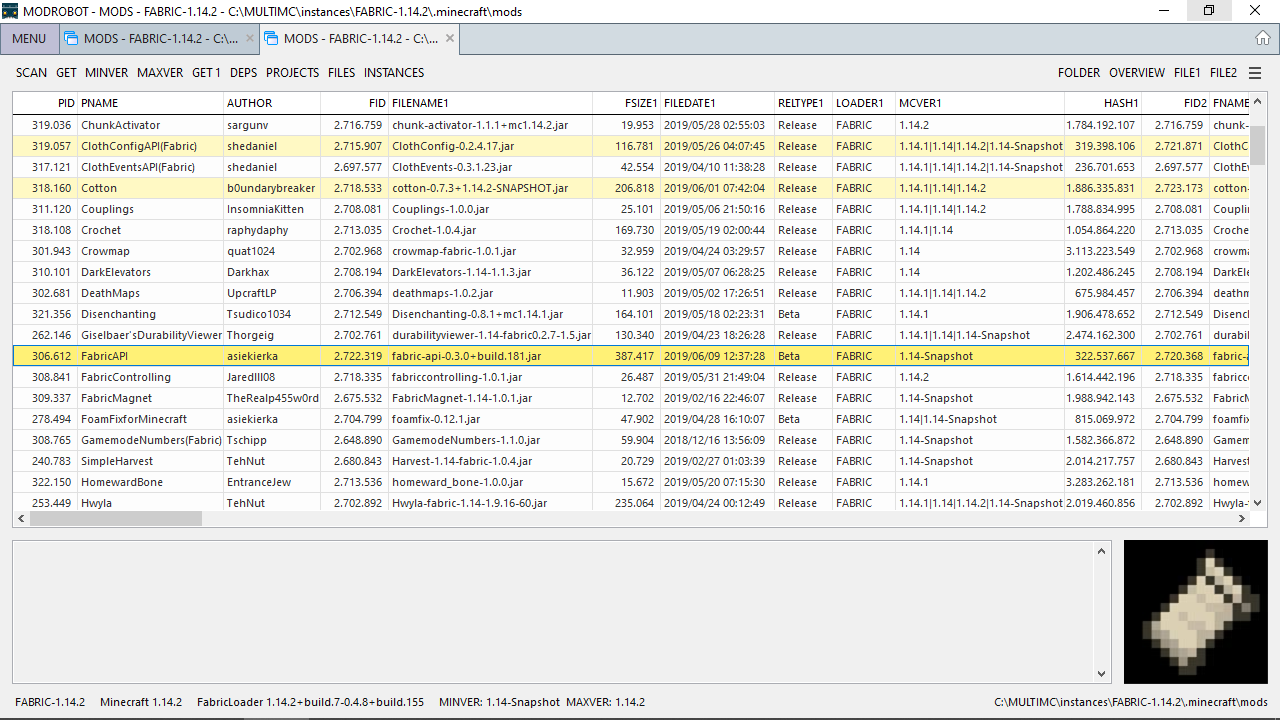 MODROBOT - MODS - FABRIC-1.14.2 - C:\MULTIMC\instances\FABRIC-1.14.2\.minecraft\mods
MENU MODS - FABRIC-1.14.2 - C:\... MODS - FABRIC-1.14.2 - C:\...
SCAN GET MINVER MAXVER GET 1 DEPS PROJECTS FILES INSTANCES FOLDER OVERVIEW FILE1 FILE2
PID PNAME AUTHOR FID FILENAME1 FSIZE1 FILEDATE1 RELTYPE1 LOADER1 MCVER1 HASH1 FID2 FNAME
319.036 ChunkActivator sargunv 2.716.759 chunk-activator-1.1.1+mc1.14.2.jar 19.953 2019/05/28 02:55:03 Release FABRIC 1.14.2 1.784.192.107 2.716.759 chunk-
319.057 ClothConfigAPI(Fabric) shedaniel 2.715.907 ClothConfig-0.2.4.17.jar 116.781 2019/05/26 04:07:45 Release FABRIC 1.14.1|1.14|1.14.2|1.14-Snapshot 319.398.106 2.721.871 ClothC
317.121 ClothEventsAPI(Fabric) shedaniel 2.697.577 ClothEvents-0.3.1.23.jar 42.554 2019/04/10 11:38:28 Release FABRIC 1.14.1|1.14|1.14.2|1.14-Snapshot 236.701.653 2.697.577 ClothE
318.160 Cotton b0undarybreaker 2.718.533 cotton-0.7.3+1.14.2-SNAPSHOT.jar 206.818 2019/06/01 07:42:04 Release FABRIC 1.14.1|1.14|1.14.2 1.886.335.831 2.723.173 cotton-
311.120 Couplings InsomniaKitten 2.708.081 Couplings-1.0.0.jar 25.101 2019/05/06 21:50:16 Release FABRIC 1.14.1|1.14|1.14.2 1.788.834.995 2.708.081 Couplin
318.108 Crochet raphydaphy 2.713.035 Crochet-1.0.4.jar 169.730 2019/05/19 02:00:44 Release FABRIC 1.14.1|1.14 1.054.864.220 2.713.035 Croche
301.943 Crowmap quat1024 2.702.968 crowmap-fabric-1.0.1.jar 32.959 2019/04/24 03:29:57 Release FABRIC 1.14 3.113.223.549 2.702.968 crowma
310.101 DarkElevators Darkhax 2.708.194 DarkElevators-1.14-1.1.3.jar 36.122 2019/05/07 06:28:25 Release FABRIC 1.14 1.202.486.245 2.708.194 DarkEle
302.681 DeathMaps UpcraftLP 2.706.394 deathmaps-1.0.2.jar 11.903 2019/05/02 17:26:51 Release FABRIC 1.14.1|1.14|1.14.2 675.984.457 2.706.394 deathm
321.356 Disenchanting Tsudico1034 2.712.549 Disenchanting-0.8.1+mc1.14.1.jar 164.101 2019/05/18 02:23:31 Beta FABRIC 1.14.1 1.906.478.652 2.712.549 Disenc
262.146 Giselbaer'sDurabilityViewer Thorgeig 2.702.761 durabilityviewer-1.14-fabric0.2.7-1.5.jar 130.340 2019/04/23 18:26:28 Release FABRIC 1.14.1|1.14|1.14-Snapshot 2.474.162.300 2.702.761 durabil
306.612 FabricAPI asiekierka 2.722.319 fabric-api-0.3.0+build.181.jar 387.417 2019/06/09 12:37:28 Beta FABRIC 1.14-Snapshot 322.537.667 2.720.368 fabric-
308.841 FabricControlling Jaredlll08 2.718.335 fabriccontrolling-1.0.1.jar 26.487 2019/05/31 21:49:04 Release FABRIC 1.14.2 1.614.442.196 2.718.335 fabricc
309.337 FabricMagnet TheRealp455w0rd 2.675.532 FabricMagnet-1.14-1.0.1.jar 12.702 2019/02/16 22:46:07 Release FABRIC 1.14-Snapshot 1.988.942.143 2.675.532 FabricM
278.494 FoamFixforMinecraft asiekierka 2.704.799 foamfix-0.12.1.jar 47.902 2019/04/28 16:10:07 Beta FABRIC 1.14|1.14-Snapshot 815.069.972 2.704.799 foamfix-
308.765 GamemodeNumbers(Fabric) Tschipp 2.648.890 GamemodeNumbers-1.1.0.jar 59.904 2018/12/16 13:56:09 Release FABRIC 1.14-Snapshot 1.582.366.872 2.648.890 Gamem
240.783 SimpleHarvest TehNut 2.680.843 Harvest-1.14-fabric-1.0.4.jar 20.729 2019/02/27 01:03:39 Release FABRIC 1.14-Snapshot 2.014.217.757 2.680.843 Harvest
322.150 HomewardBone EntranceJew 2.713.536 homeward_bone-1.0.0.jar 15.672 2019/05/20 07:15:30 Release FABRIC 1.14.1 3.283.262.181 2.713.536 homew
253.449 Hwyla TehNut 2.702.892 Hwyla-fabric-1.14-1.9.16-60.jar 235.064 2019/04/24 00:12:49 Release FABRIC 1.14.1|1.14|1.14.2|1.14-Snapshot 2.019.460.856 2.702.892 Hwyla-
FABRIC-1.14.2 Minecraft 1.14.2 FabricLoader 1.14.2+build.7-0.4.8+build.155 MINVER: 1.14-Snapshot MAXVER: 1.14.2 C:\MULTIMC\instances\FABRIC-1.14.2\.minecraft\mods